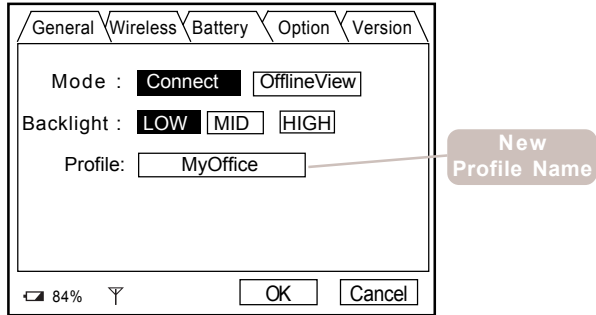 General Wireless Battery Option Version
Mode : Connect OfflineView
Backlight : LOW MID HIGH
Profile: MyOffice
New
Profile Name
84% OK Cancel